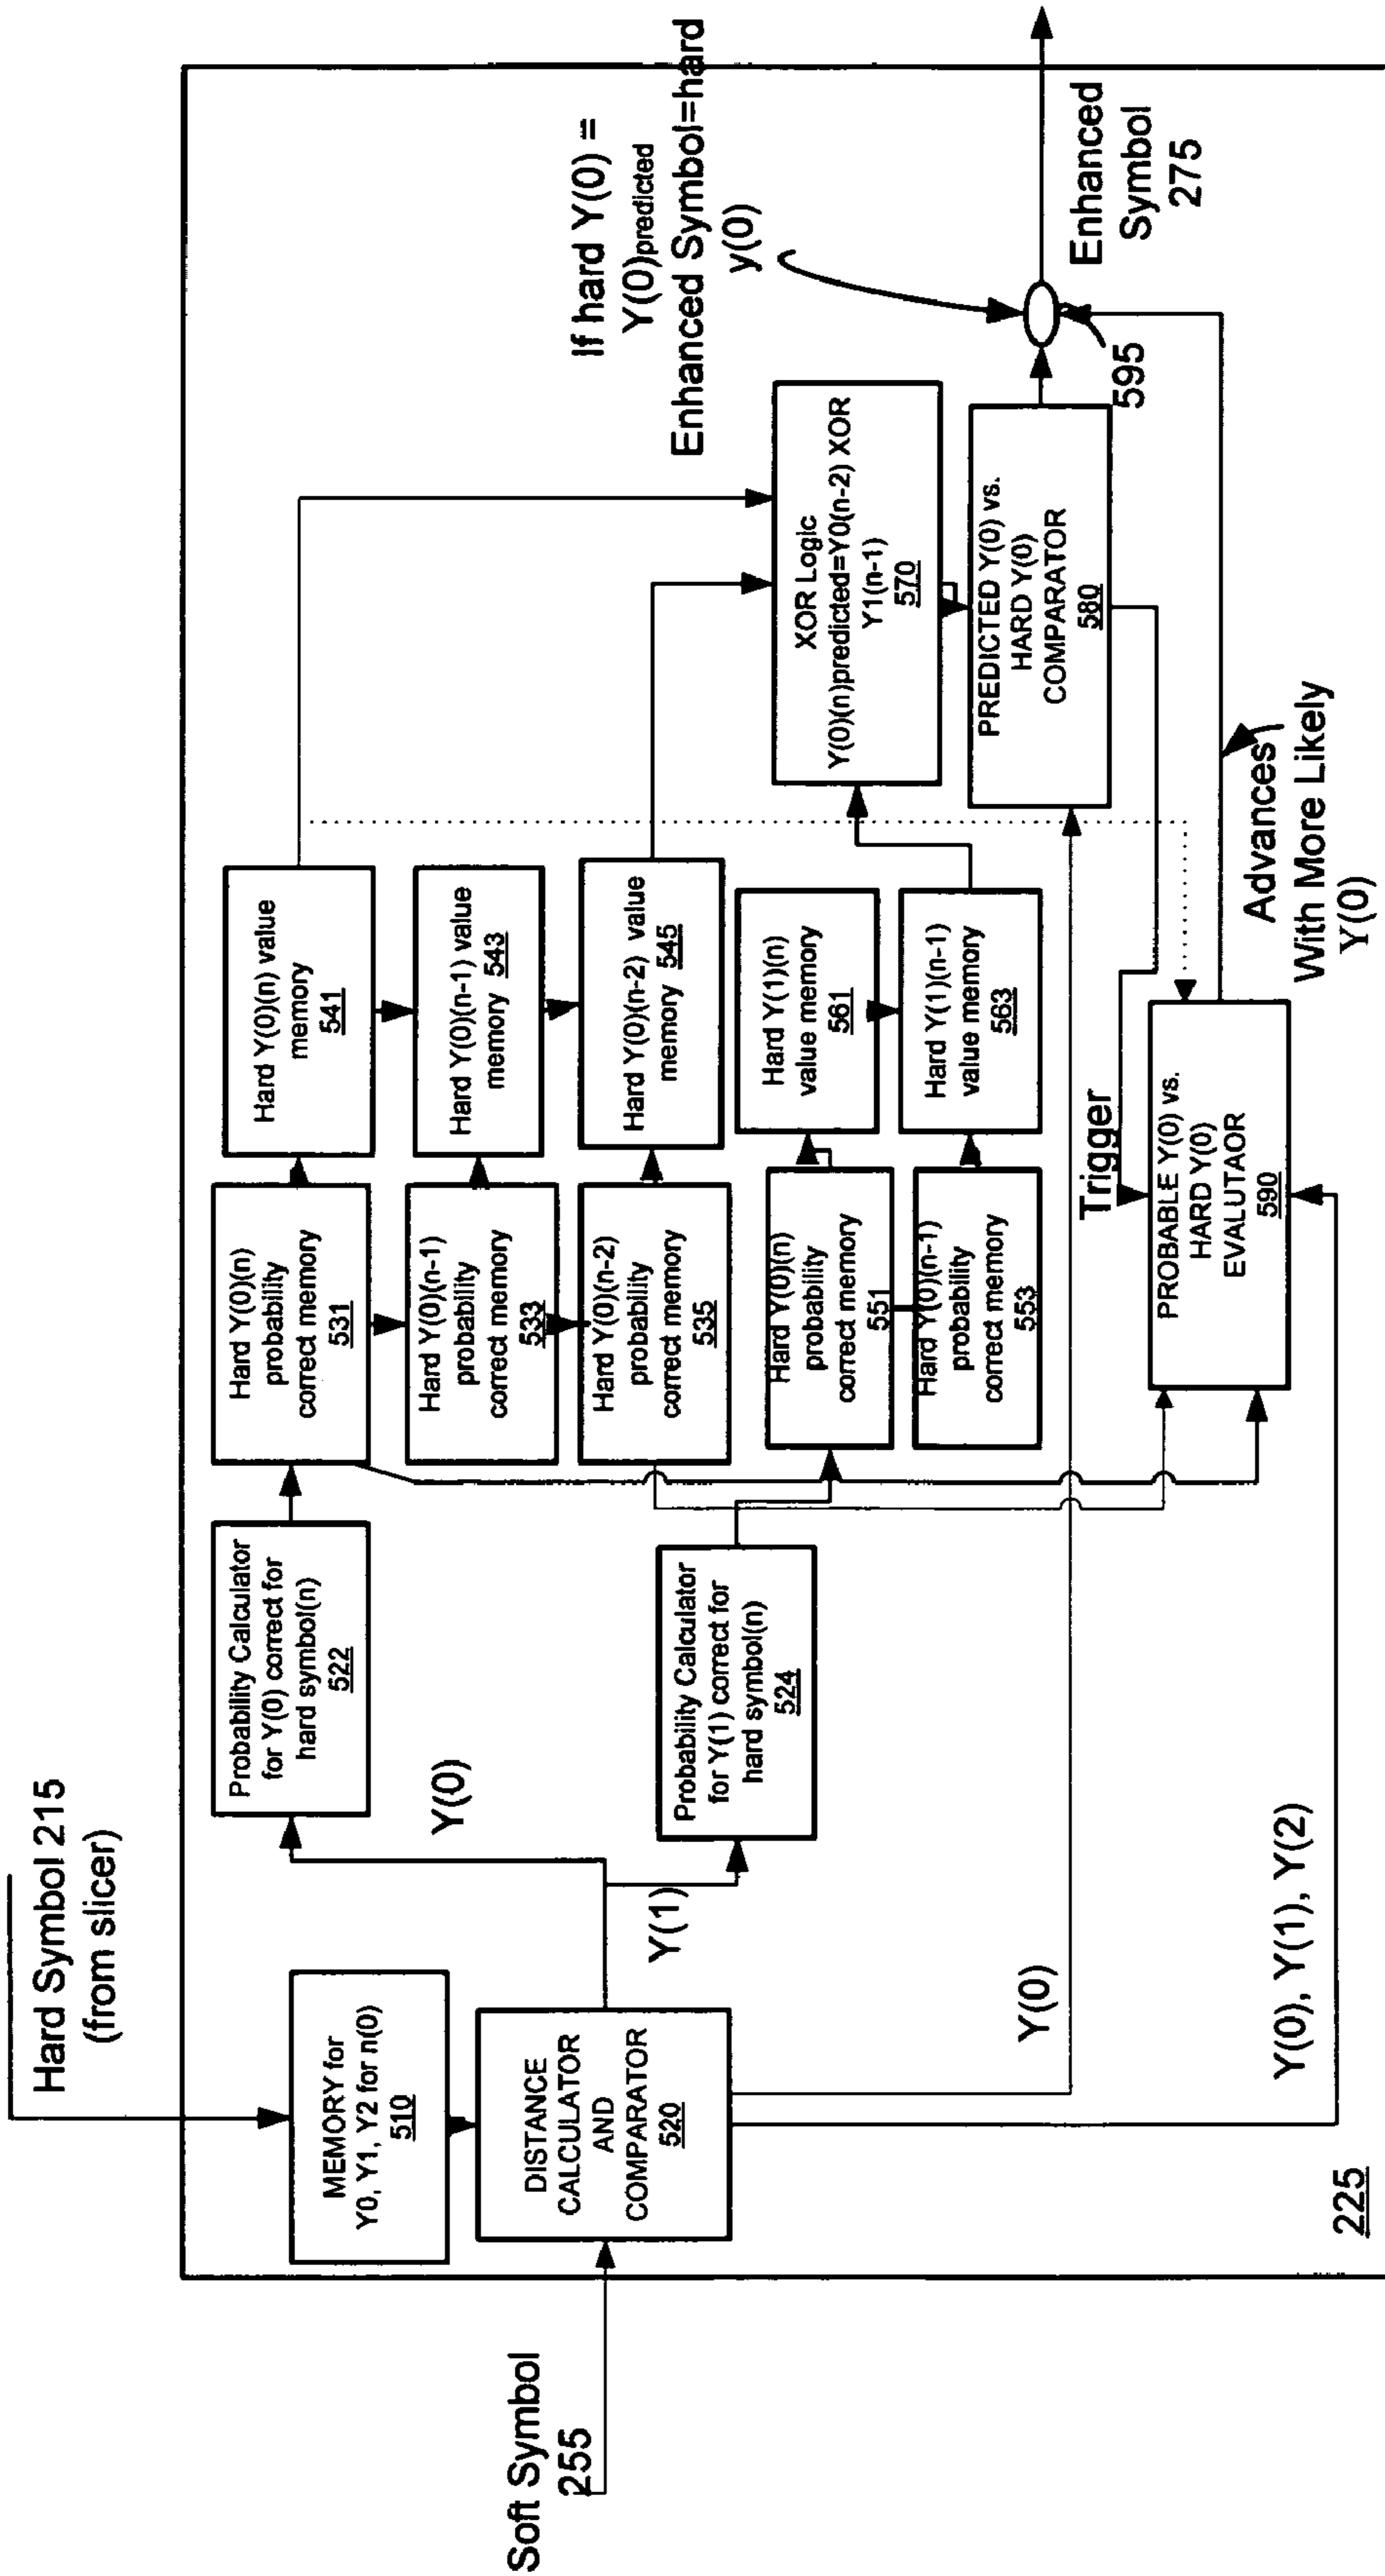 Hard Symbol 215
(from slicer)
Soft Symbol
255
MEMORY for
Y0, Y1, Y2 for n(0)
510
DISTANCE
CALCULATOR
AND
COMPARATOR
520
Y(0)
Y(1)
Y(0)
Y(0), Y(1), Y(2)
225
Probability Calculator
for Y(0) correct for
hard symbol(n)
522
Probability Calculator
for Y(1) correct for
hard symbol(n)
524
Hard Y(0)(n)
probability
correct memory
531
Hard Y(0)(n-1)
probability
correct memory
533
Hard Y(0)(n-2)
probability
correct memory
535
Hard Y(0)(n)
probability
correct memory
551
Hard Y(0)(n-1)
probability
correct memory
553
Hard Y(0)(n) value
memory
541
Hard Y(0)(n-1) value
memory 543
Hard Y(0)(n-2) value
memory 545
Hard Y(1)(n)
value memory
561
Hard Y(1)(n-1)
value memory
563
XOR Logic
Y(0)(n)predicted=Y0(n-2) XOR
Y1(n-1)
570
PREDICTED Y(0) vs.
HARD Y(0)
COMPARATOR
580
Trigger
PROBABLE Y(0) vs.
HARD Y(0)
EVALUTAOR
590
Advances
With More Likely
Y(0)
595
If hard Y(0) =
Y(0)predicted
Enhanced Symbol=hard
y(0)
Enhanced
Symbol
275